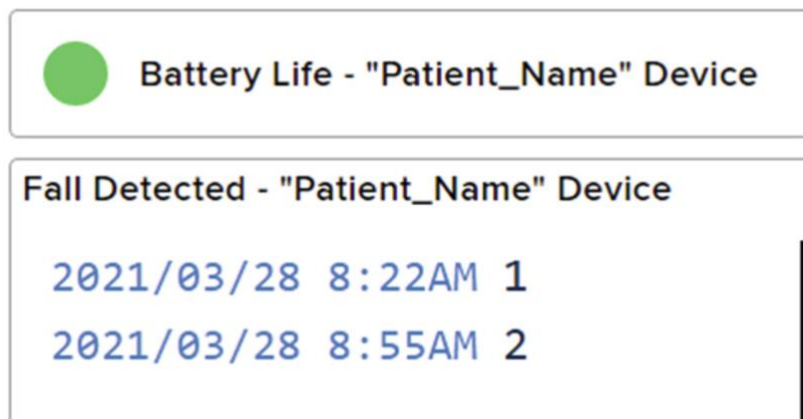 Battery Life - "Patient_Name" Device
Fall Detected - "Patient_Name" Device
2021/03/28 8:22AM 1
2021/03/28 8:55AM 2